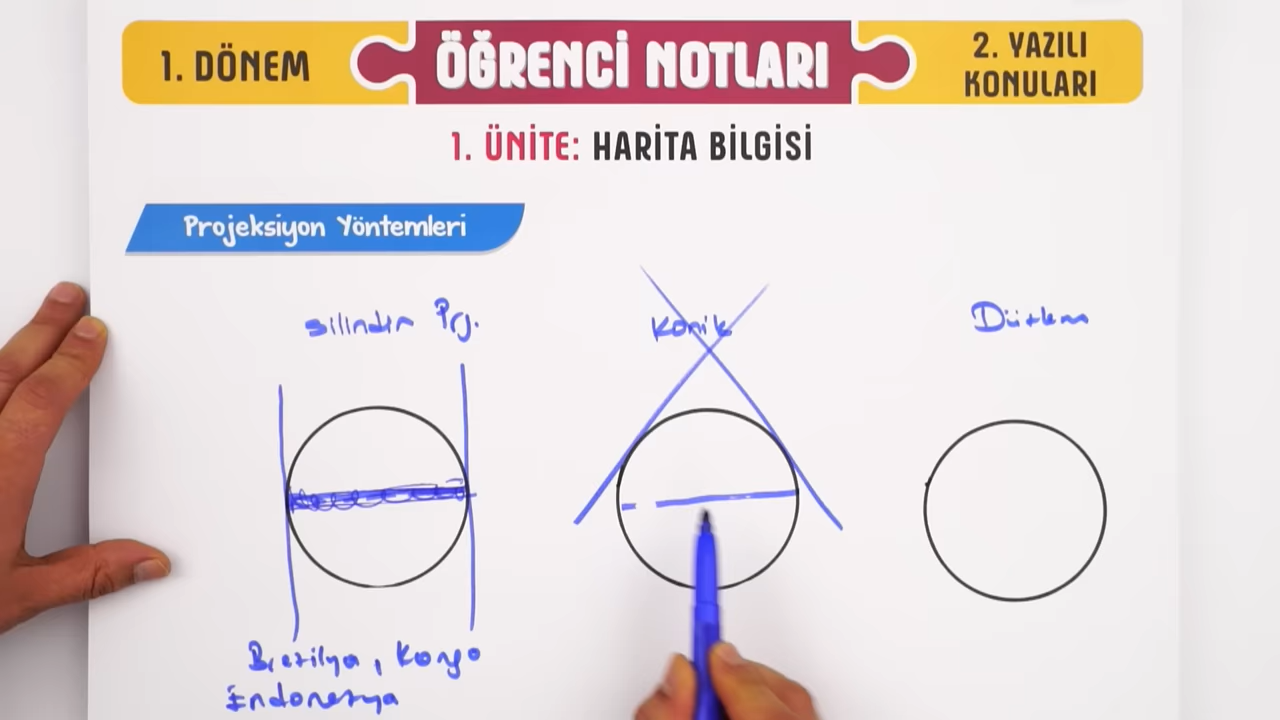 1. DÖNEM
ÖĞRENCİ NOTLARI
2. YAZILI
KONULARI
1. ÜNİTE: HARİTA BİLGİSİ
Projeksiyon Yöntemleri
silindir Prj.
Konik
Brezilya, Kongo
Endonezya